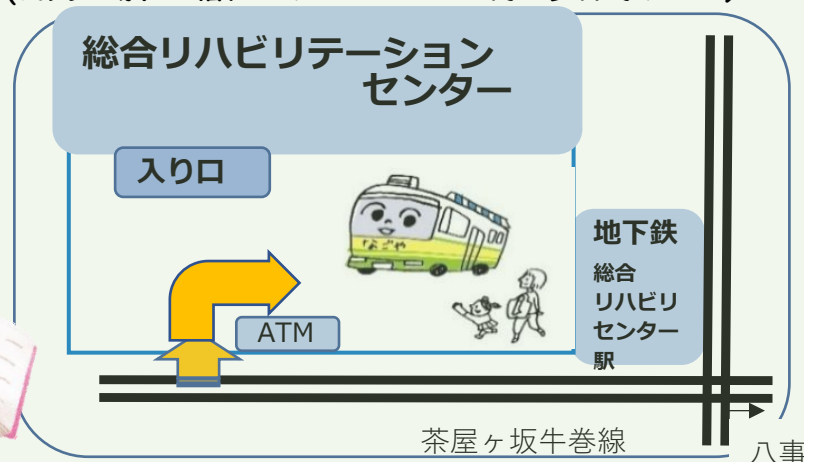 総合リハビリテーション
センター
入り口
なごや
地下鉄
総合
リハビリ
センター
駅
ATM
茶屋ヶ坂牛巻線
八事